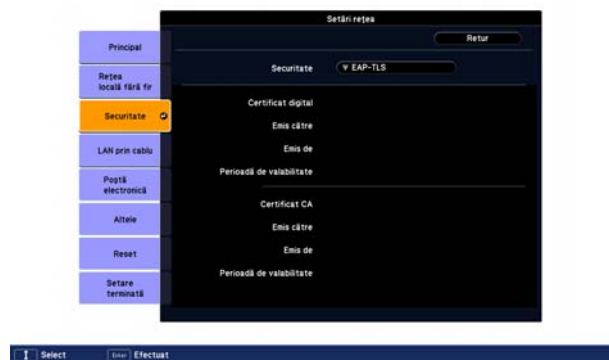 Setări rețea
Retur
Principal
Rețea
locală fără fir
Securitate
LAN prin cablu
Poștă
electronică
Altele
Reset
Setare
terminată
Securitate EAP-TLS
Certificat digital
Emis către
Emis de
Perioadă de valabilitate
Certificat CA
Emis către
Emis de
Perioadă de valabilitate
Select Enter Efectuat